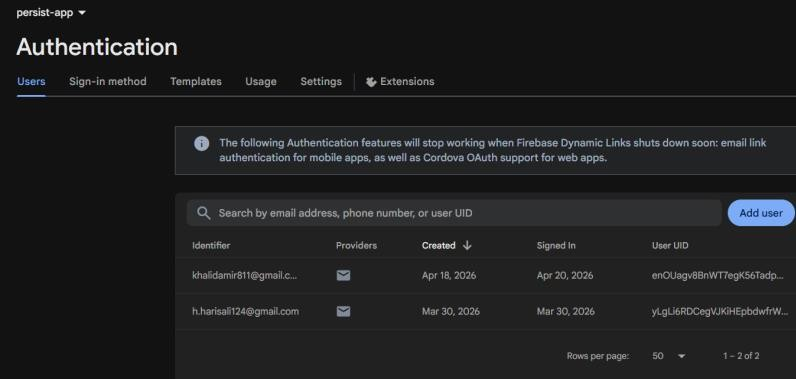 persist-app
Authentication
Users Sign-in method Templates Usage Settings Extensions
The following Authentication features will stop working when Firebase Dynamic Links shuts down soon: email link
authentication for mobile apps, as well as Cordova OAuth support for web apps.
Search by email address, phone number, or user UID
Add user
Identifier Providers Created Signed In User UID
khalidamir811@gmail.c... Apr 18, 2026 Apr 20, 2026 enOUagv8BnWT7egK56Tadp...
h.harisali124@gmail.com Mar 30, 2026 Mar 30, 2026 yLgLi6RDCegVJKiHEpbdwfrW...
Rows per page: 50 1 – 2 of 2